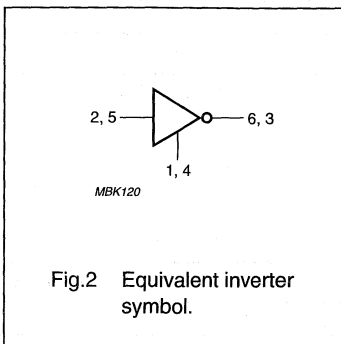 2, 5 6, 3
1, 4
MBK120
Fig.2 Equivalent inverter
symbol.